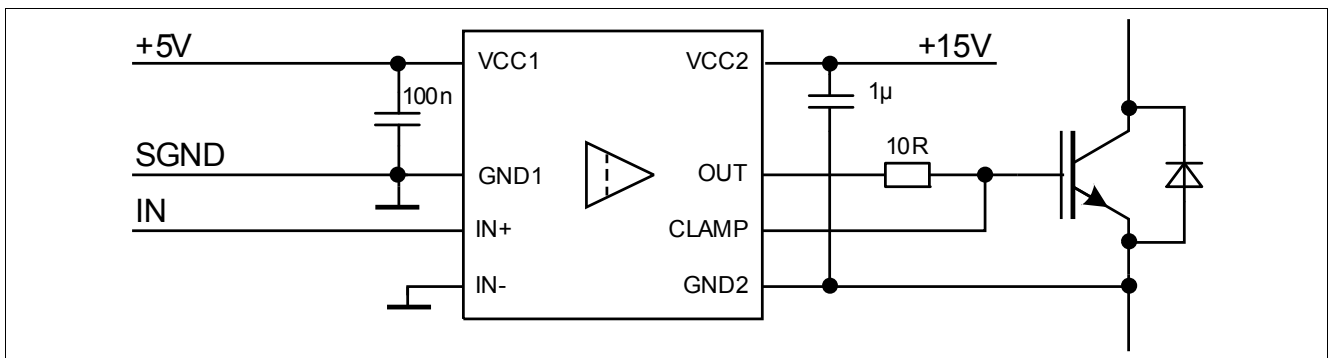 +5V
100n
SGND
IN
VCC1
GND1
IN+
IN-
VCC2
OUT
CLAMP
GND2
+15V
1µ
10R